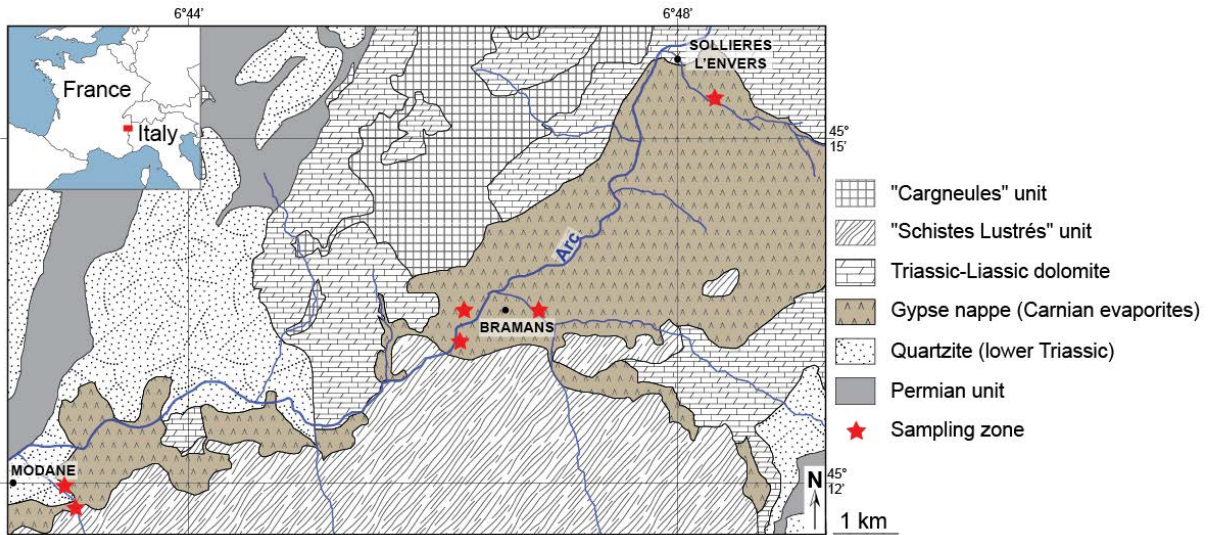 6°44'
6°48'
France
Italy
SOLLIERES
L'ENVERS
45°
15'
Arc
BRAMANS
MODANE
45°
12'
N
1 km
"Cargneules" unit
"Schistes Lustrés" unit
Triassic-Liassic dolomite
Gypse nappe (Carnian evaporites)
Quartzite (lower Triassic)
Permian unit
Sampling zone